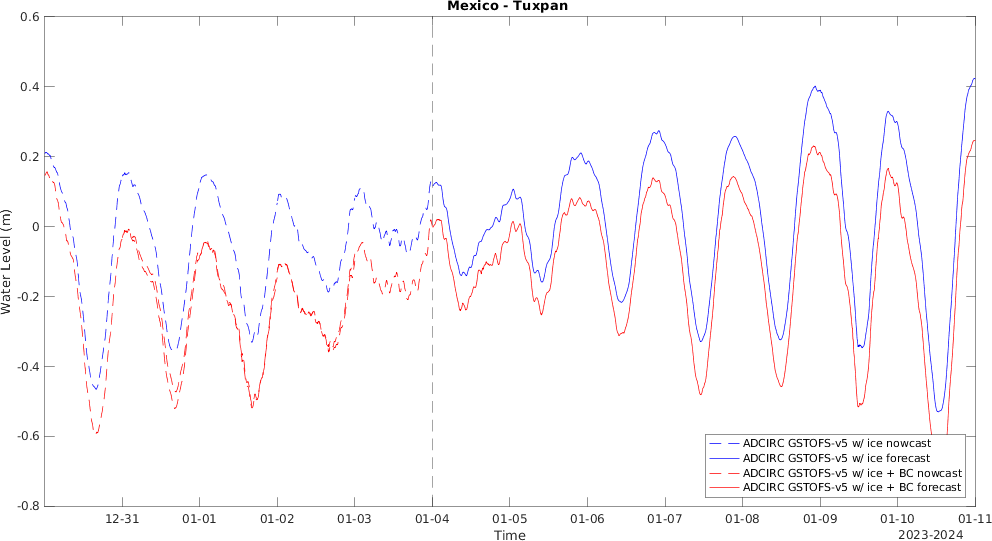 Mexico - Tuxpan
0.6
0.4
0.2
0
-0.2
-0.4
-0.6
-0.8
Water Level (m)
ADCIRC GSTOFS-v5 w/ ice nowcast
ADCIRC GSTOFS-v5 w/ ice forecast
ADCIRC GSTOFS-v5 w/ ice + BC nowcast
ADCIRC GSTOFS-v5 w/ ice + BC forecast
12-31 01-01 01-02 01-03 01-04 01-05 01-06 01-07 01-08 01-09 01-10 01-11
Time
2023-2024